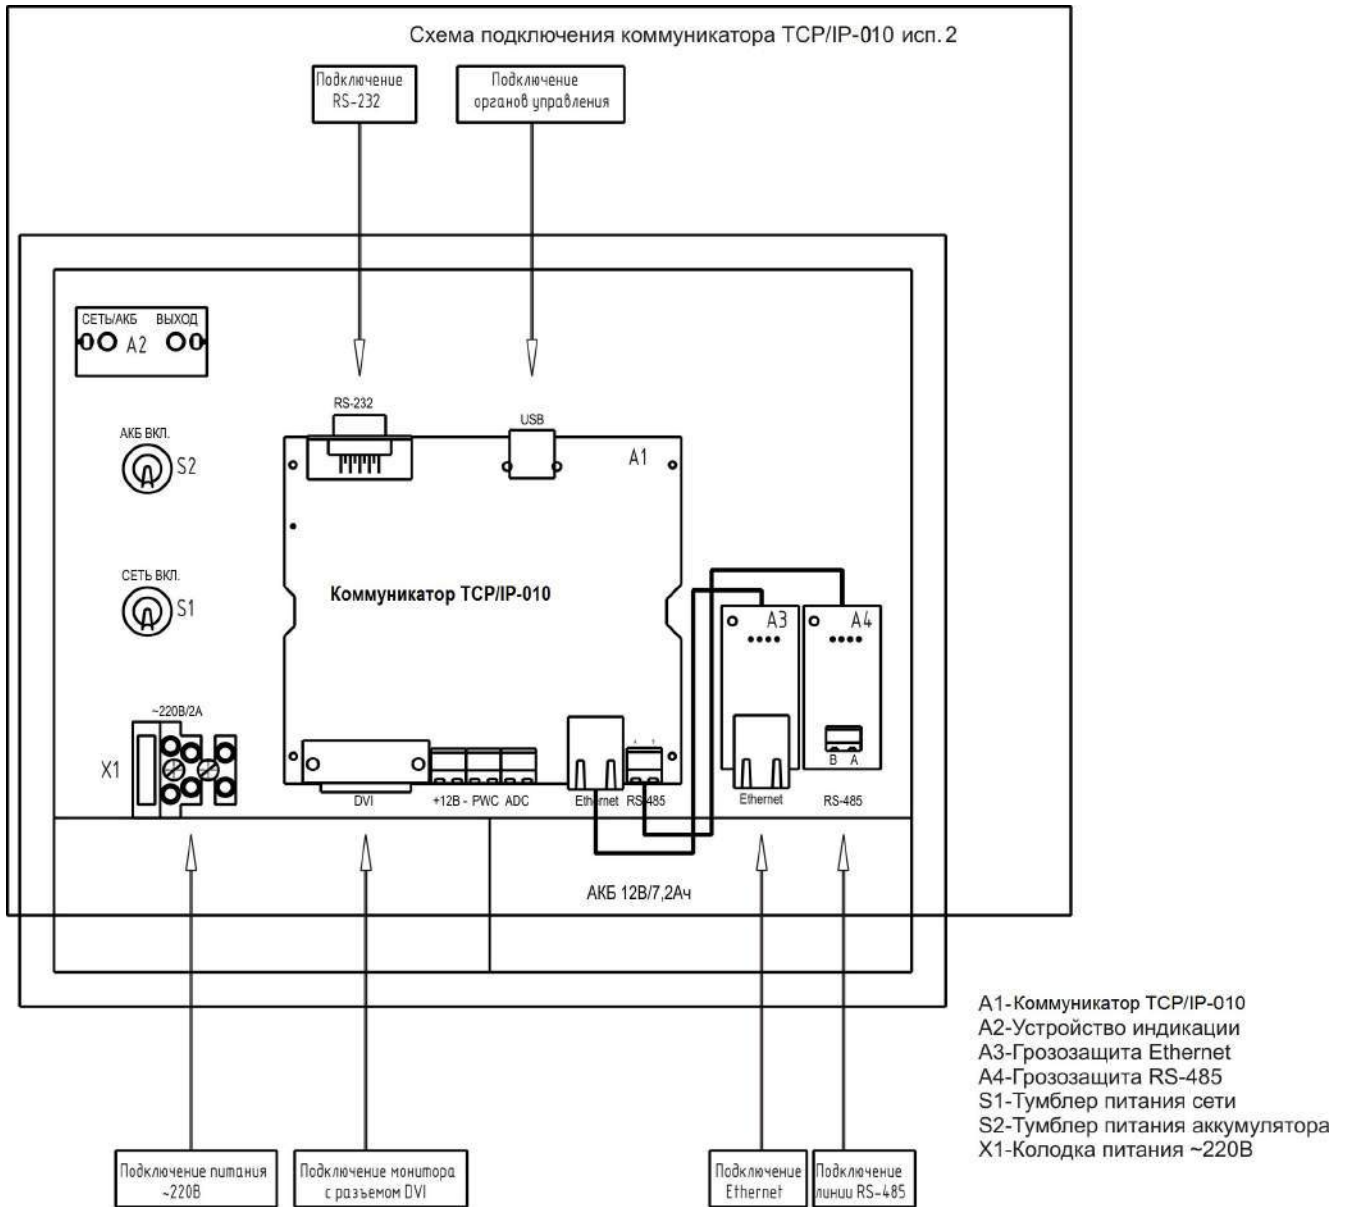 Схема подключения коммуникатора TCP/IP-010 исп. 2
Подключение
RS-232
Подключение
органов управления
СЕТЬ/АКБ ВЫХОД
A2
RS-232
USB
A1
АКБ ВКЛ.
S2
СЕТЬ ВКЛ.
S1
Коммуникатор TCP/IP-010
A3
A4
~220В/2А
X1
B A
DVI
+12В - PWC ADC
Ethernet RS-485
Ethernet
RS-485
АКБ 12В/7,2Ач
A1-Коммуникатор TCP/IP-010
A2-Устройство индикации
A3-Грозозащита Ethernet
A4-Грозозащита RS-485
S1-Тумблер питания сети
S2-Тумблер питания аккумулятора
X1-Колодка питания ~220В
Подключение питания
~220В
Подключение монитора
с разъемом DVI
Подключение
Ethernet
Подключение
линии RS-485